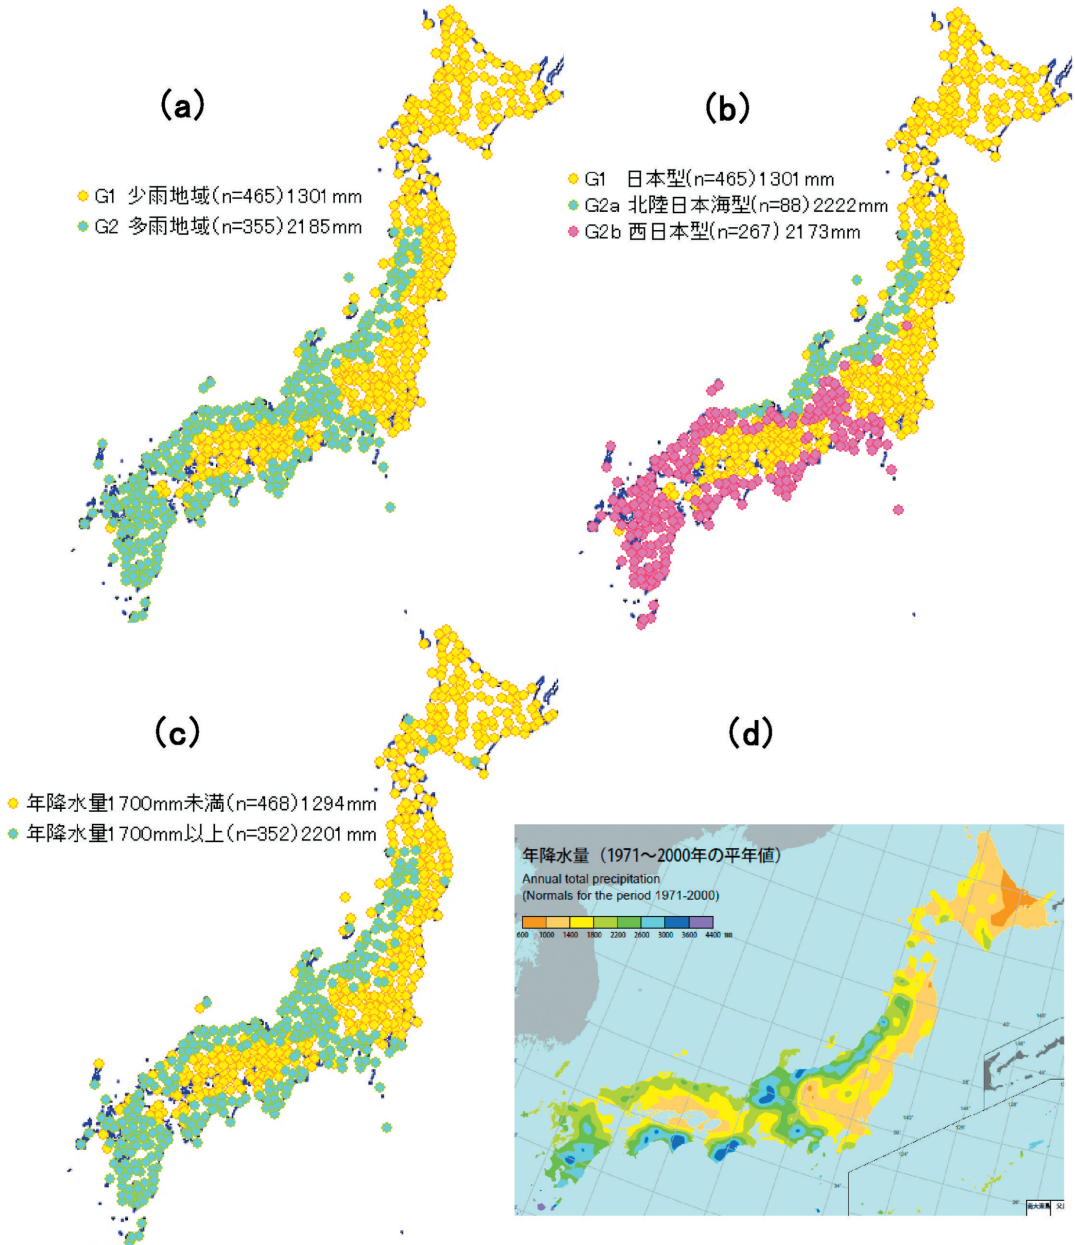 (a)
G1 少雨地域(n=465)1301mm
G2 多雨地域(n=355)2185mm
(b)
G1 日本型(n=465)1301mm
G2a 北陸日本海型(n=88)2222mm
G2b 西日本型(n=267)2173mm
(c)
年降水量1700mm未満(n=468)1294mm
年降水量1700mm以上(n=352)2201mm
(d)
年降水量（1971～2000年の平年値）
Annual total precipitation
(Normals for the period 1971-2000)
600 1000 1400 1800 2200 2600 3000 3600 4400 mm
南大東島